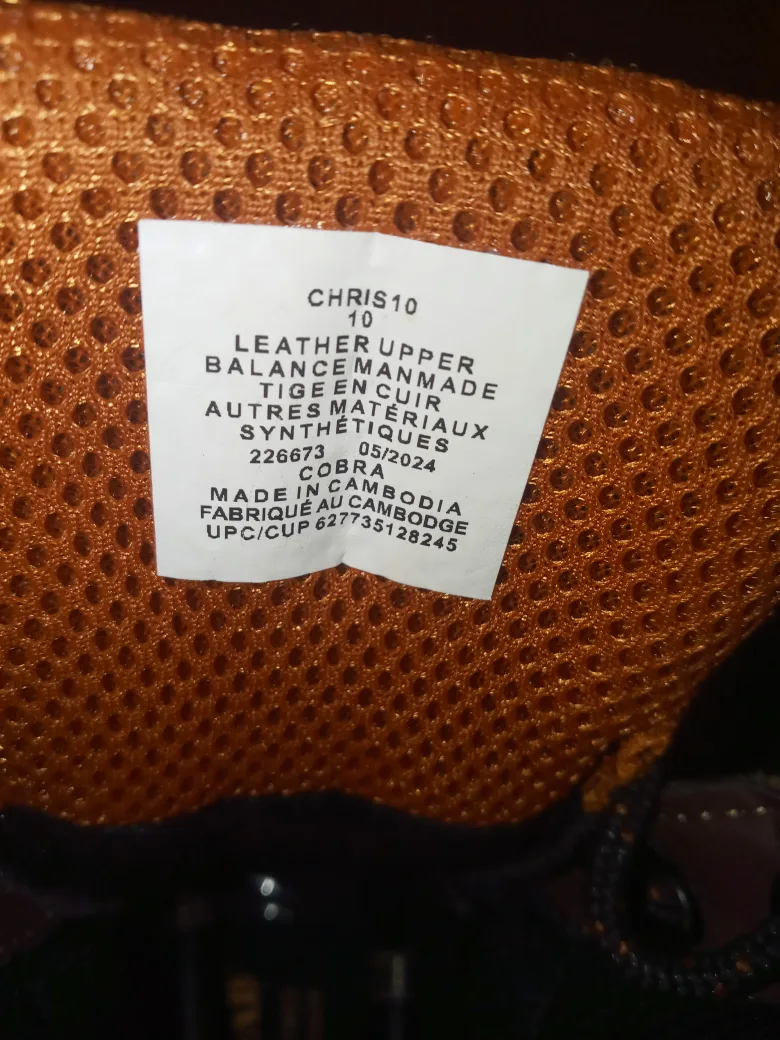 CHRIS10
10
LEATHER UPPER
BALANCE MANMADE
TIGE EN CUIR
AUTRES MATÉRIAUX
SYNTHÉTIQUES
226673 05/2024
COBRA
MADE IN CAMBODIA
FABRIQUÉ AU CAMBODGE
UPC/CUP 627735128245